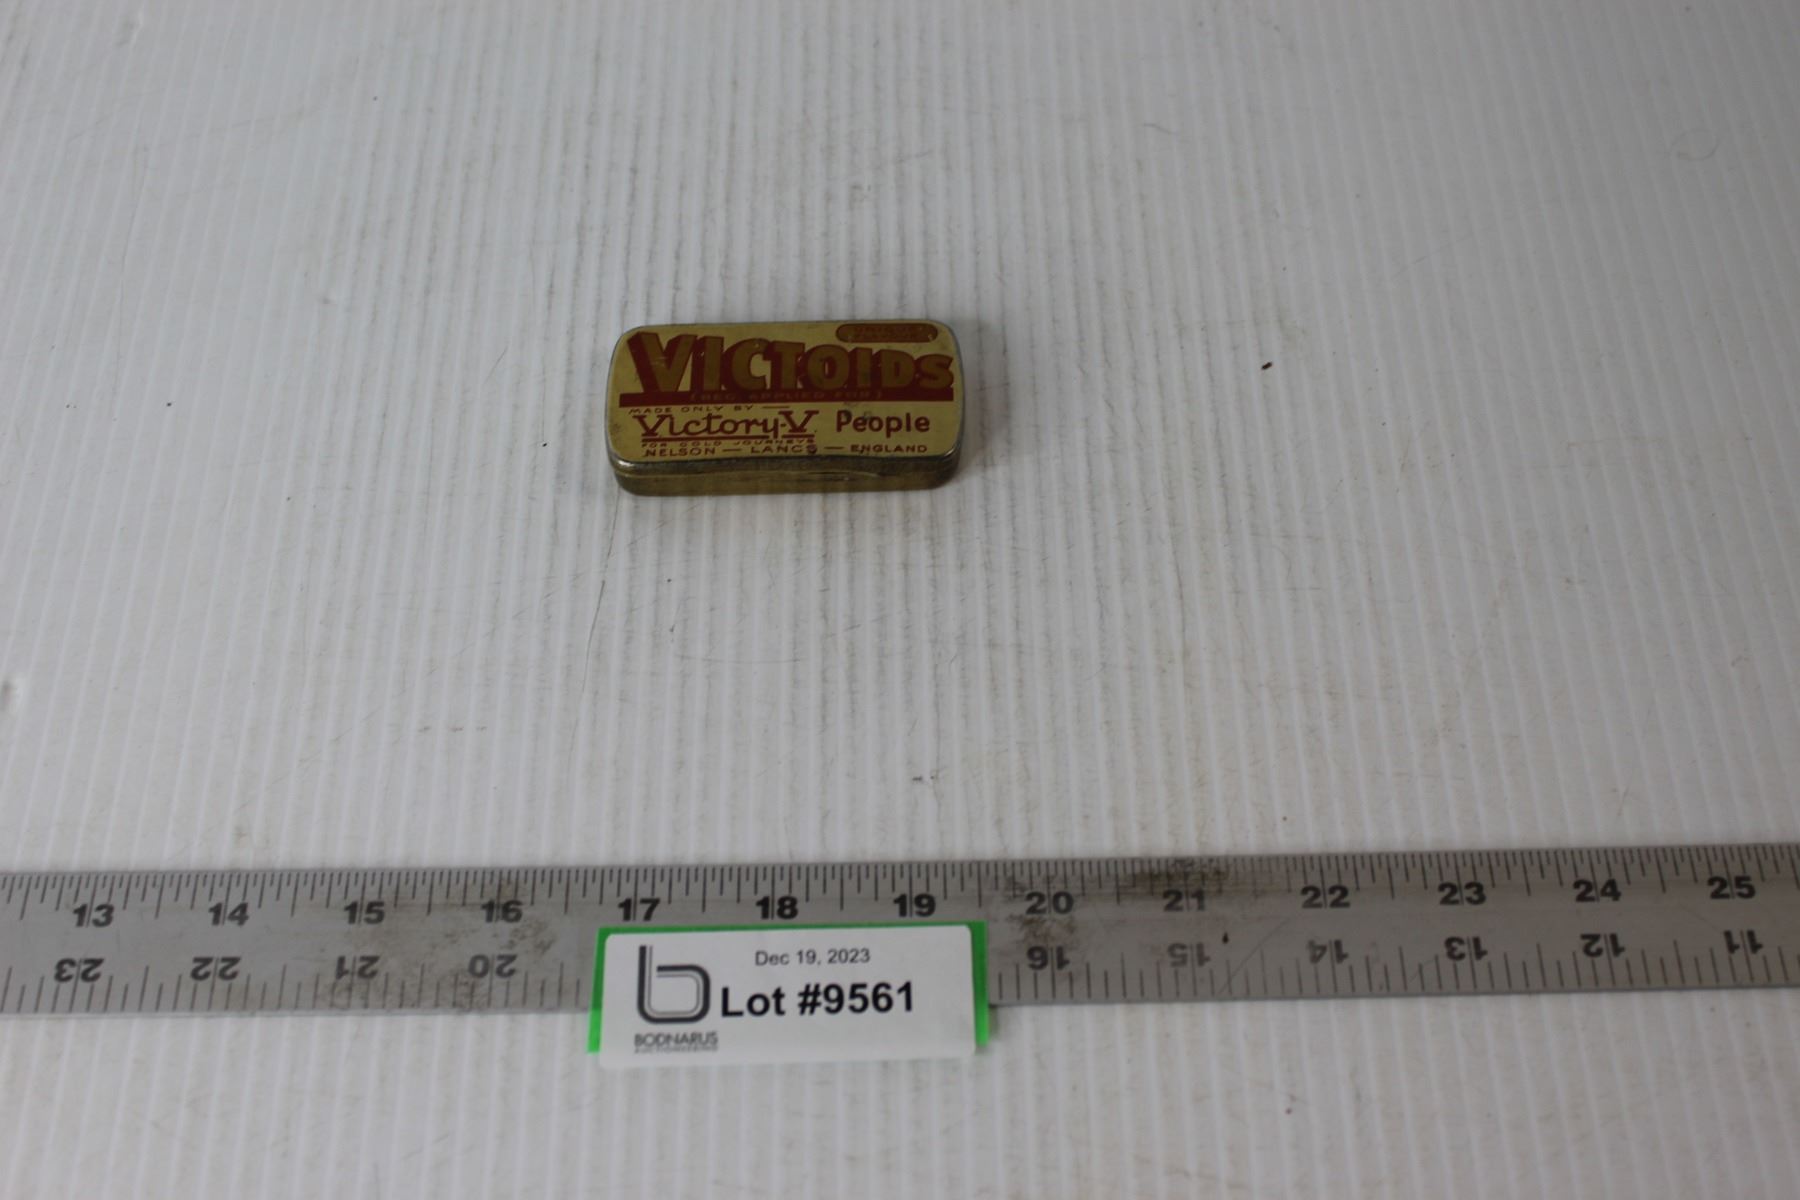 UNIQUE
VICTOIDS
(REG. APPLIED FOR)
MADE ONLY BY —
Victory-V People
FOR COLD JOURNEYS
NELSON — LANCS — ENGLAND
13 14 15 16 17 18 19 20 21 22 23 24 25
23 22 21 20 16 15 14 13 12 11
Dec 19, 2023
Lot #9561
BODNARUS
AUCTIONEERING